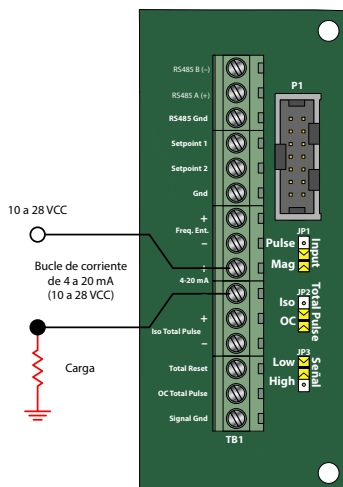 RS485 B (–)
RS485 A (+)
RS485 Gnd
Setpoint 1
Setpoint 2
Gnd
+
Freq. Ent.
–
+
4-20 mA
–
+
Iso Total Pulse
–
Total Reset
OC Total Pulse
Signal Gnd
TB1
P1
JP1
Pulse
Mag
Input
JP2
Iso
OC
Total Pulse
JP3
Low
High
Señal
10 a 28 VCC
Bucle de corriente
de 4 a 20 mA
(10 a 28 VCC)
Carga